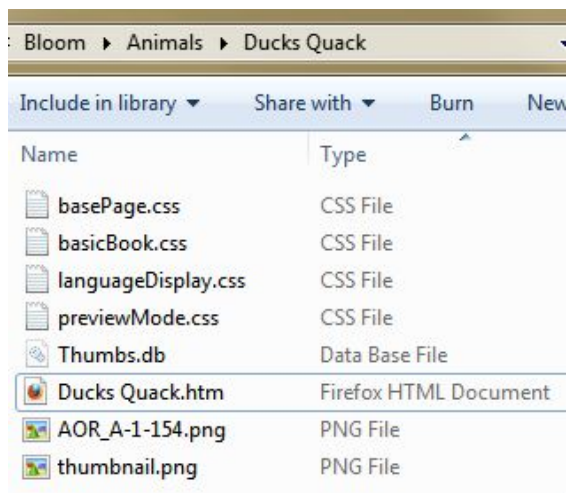 Bloom ▸ Animals ▸ Ducks Quack
Include in library Share with Burn New
Name Type
basePage.css CSS File
basicBook.css CSS File
languageDisplay.css CSS File
previewMode.css CSS File
Thumbs.db Data Base File
Ducks Quack.htm Firefox HTML Document
AOR_A-1-154.png PNG File
thumbnail.png PNG File